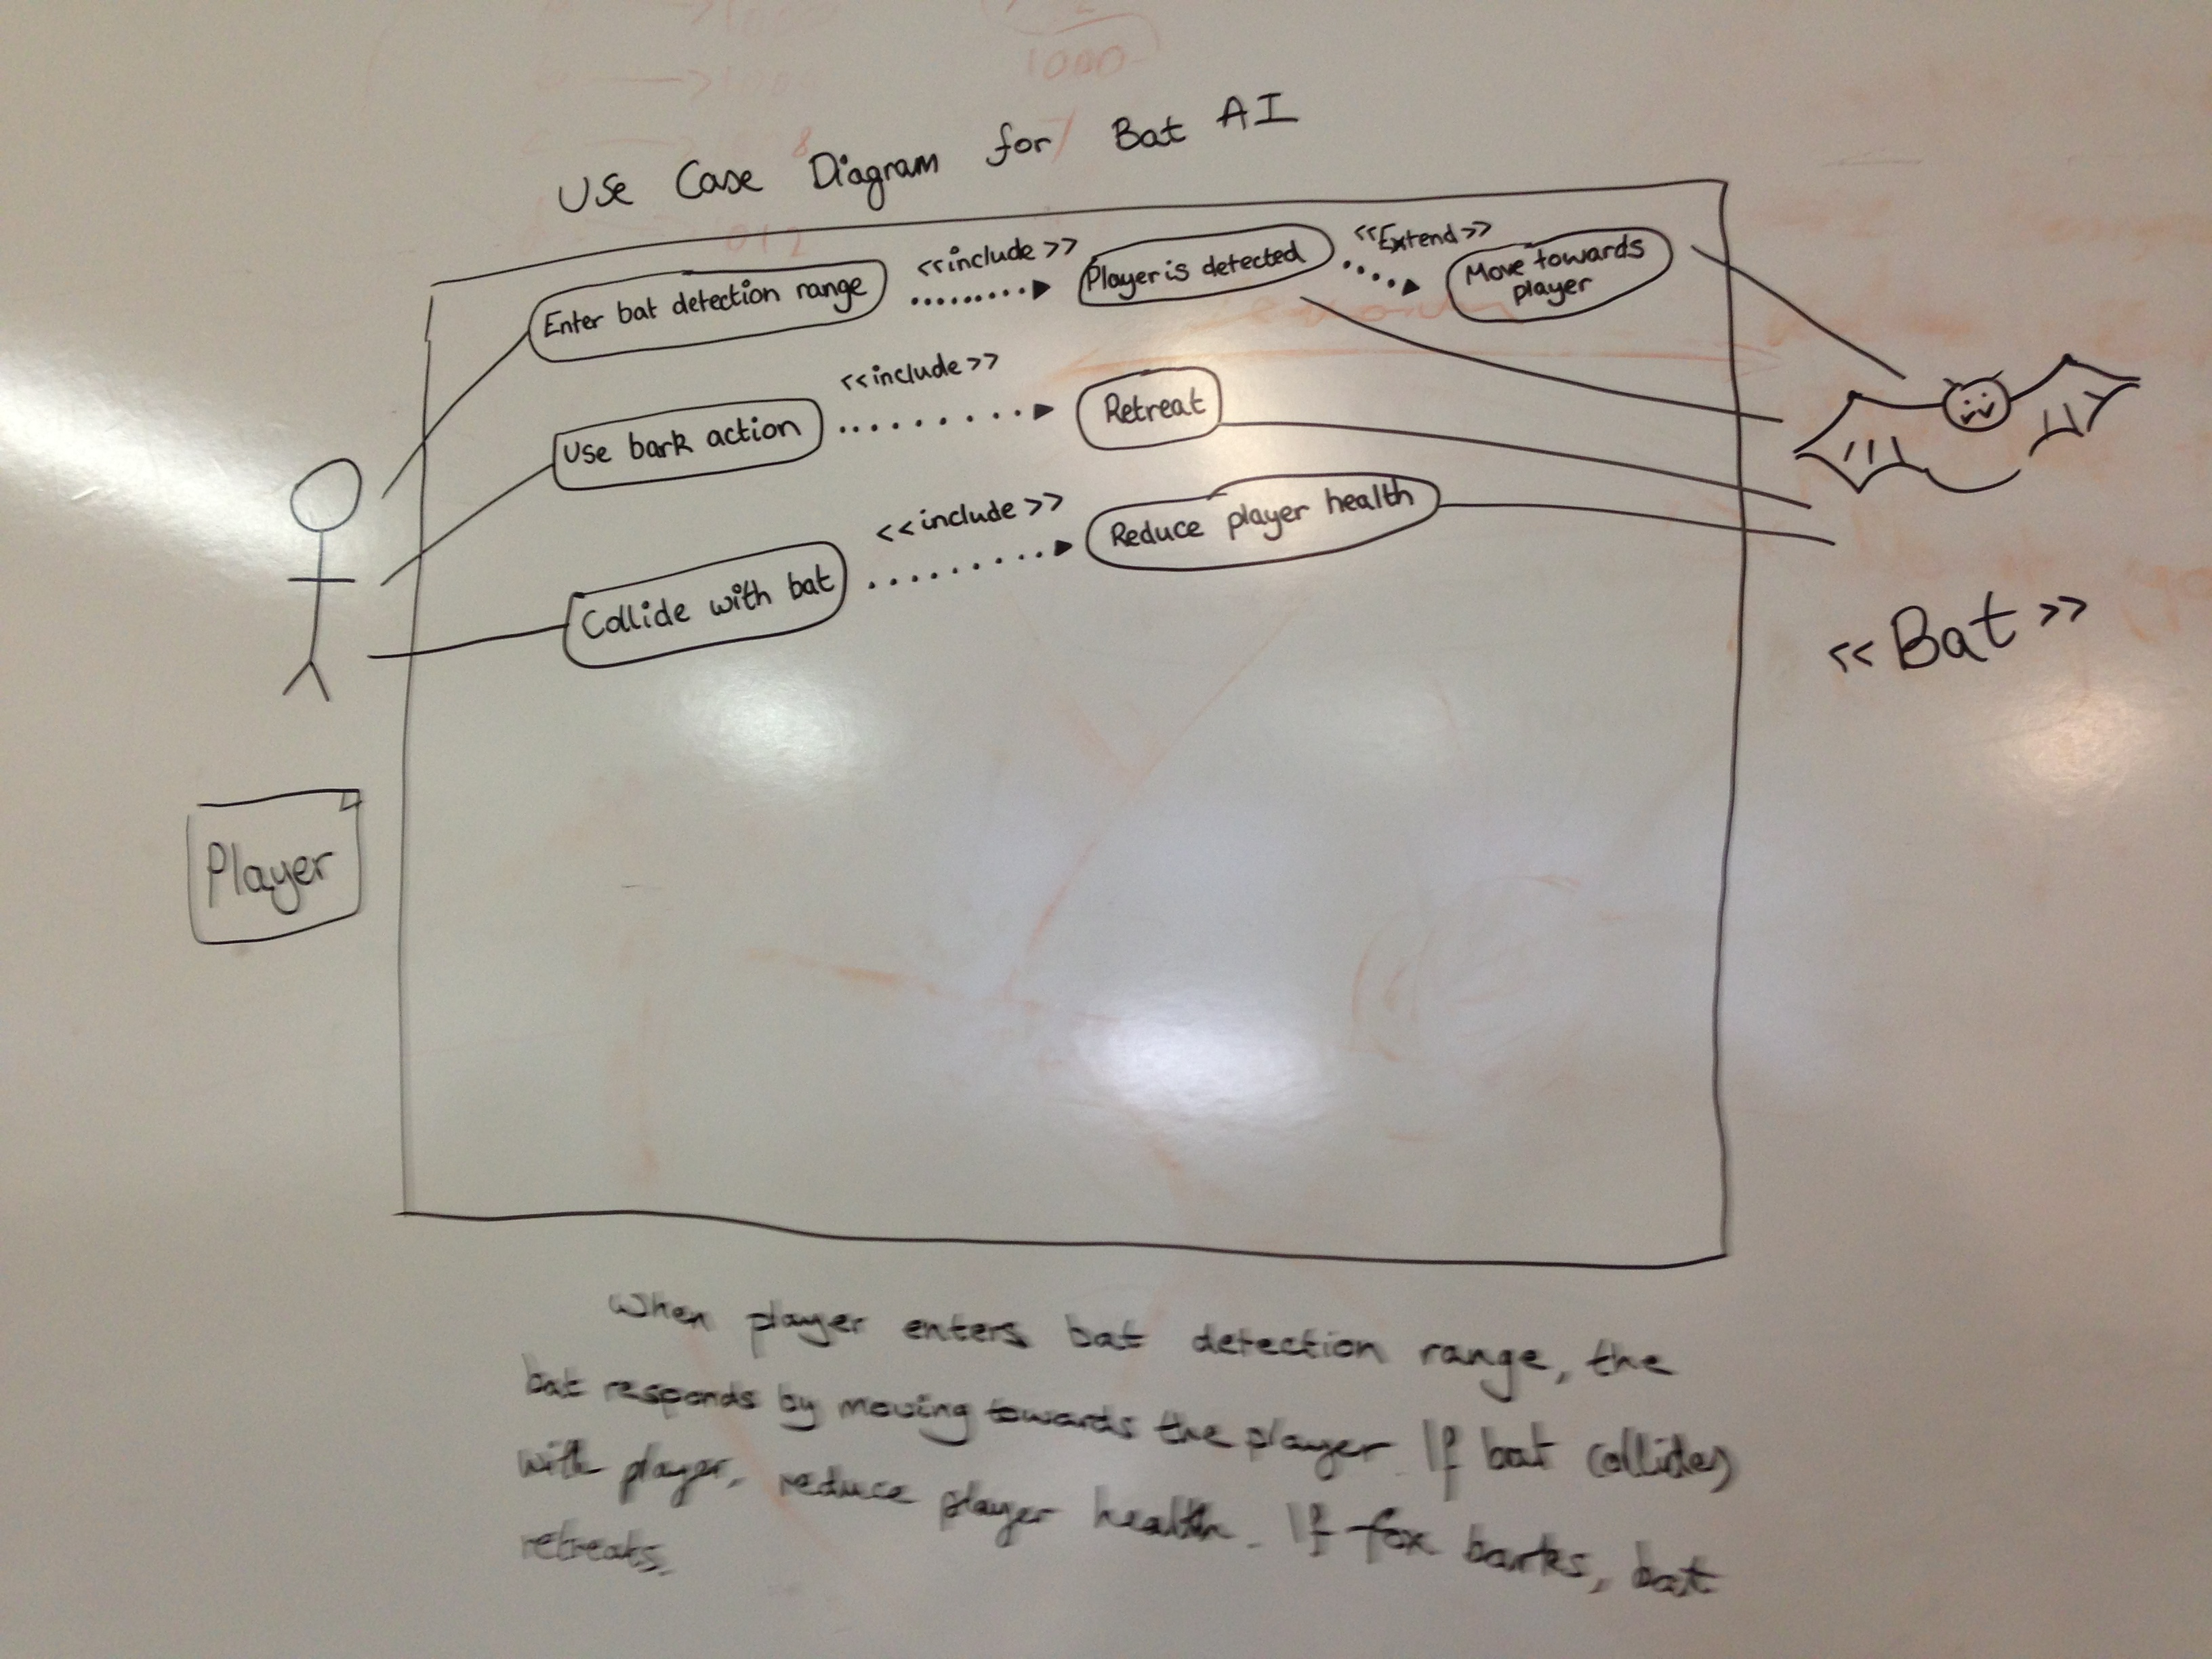 Use Case Diagram for Bat AI
Enter bat detection range
<<include>>
Player is detected
<<Extend>>
Move towards
player
Use bark action
<<include>>
Retreat
Collide with bat
<<include>>
Reduce player health
<<Bat>>
Player
When player enters bat detection range, the
bat responds by moving towards the player. If bat collides
with player, reduce player health. If fox barks, bat
retreats.
1000